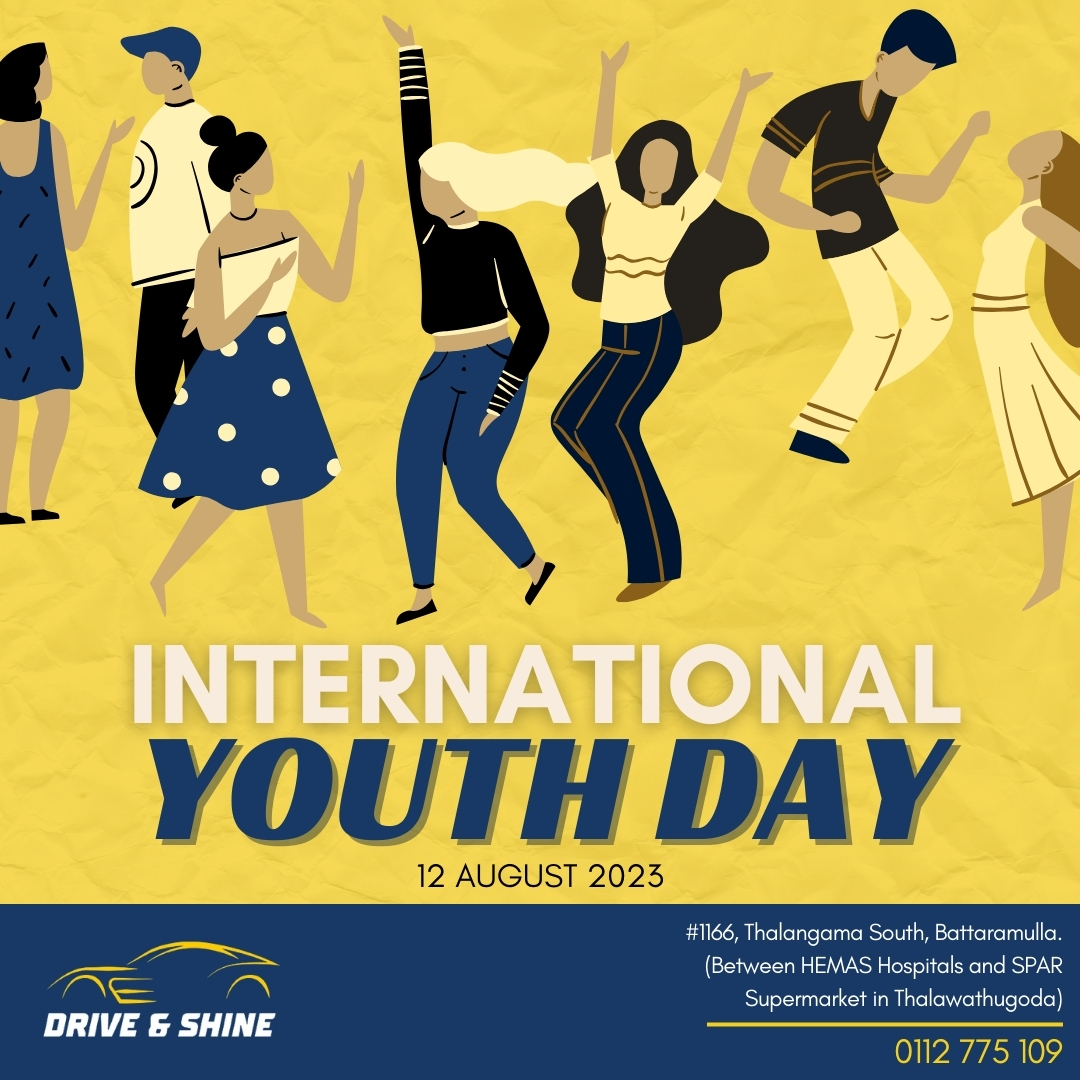 INTERNATIONAL
YOUTH DAY
12 AUGUST 2023
DRIVE & SHINE
#1166, Thalangama South, Battaramulla.
(Between HEMAS Hospitals and SPAR
Supermarket in Thalawathugoda)
0112 775 109